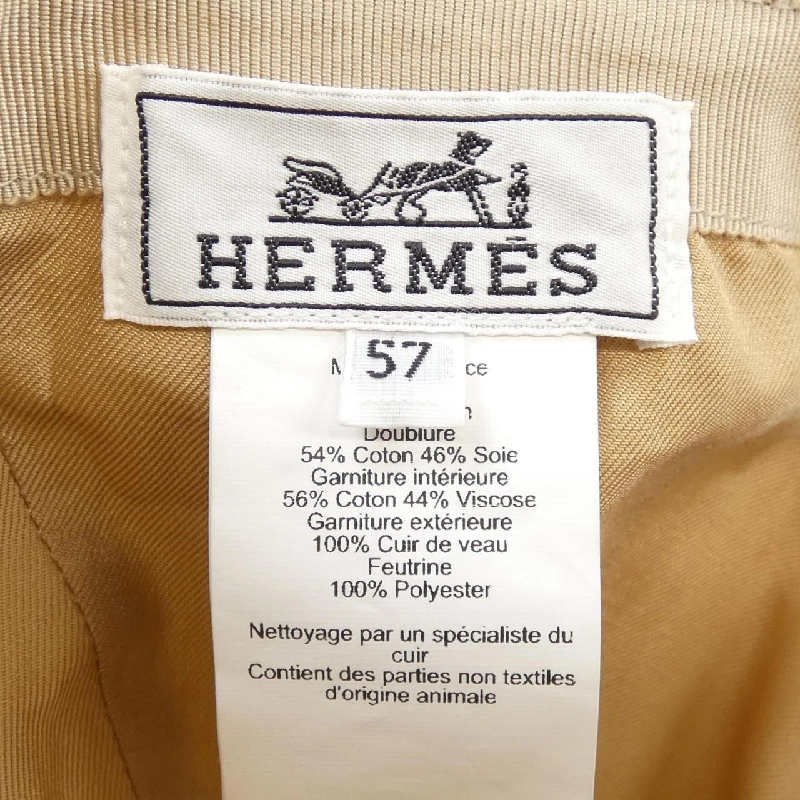 HERMÈS
57
Doublure
54% Coton 46% Soie
Garniture intérieure
56% Coton 44% Viscose
Garniture extérieure
100% Cuir de veau
Feutrine
100% Polyester
Nettoyage par un spécialiste du
cuir
Contient des parties non textiles
d'origine animale